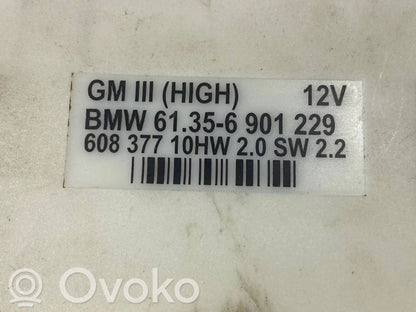 GM III (HIGH) 12V
BMW 61.35-6 901 229
608 377 10HW 2.0 SW 2.2
Ovoko